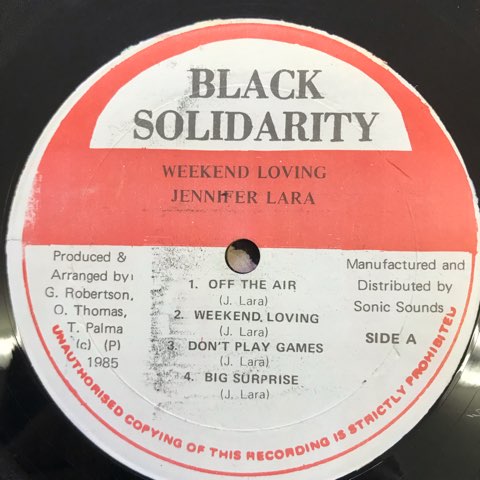 BLACK
SOLIDARITY
WEEKEND LOVING
JENNIFER LARA
Produced &
Arranged by:
G. Robertson,
O. Thomas,
T. Palma
(c) (P)
1985
1. OFF THE AIR
(J. Lara)
2. WEEKEND LOVING
(J. Lara)
3. DON'T PLAY GAMES
(J. Lara)
4. BIG SURPRISE
(J. Lara)
Manufactured and
Distributed by
Sonic Sounds
SIDE A
UNAUTHORISED COPYING OF THIS RECORDING IS STRICTLY PROHIBITED